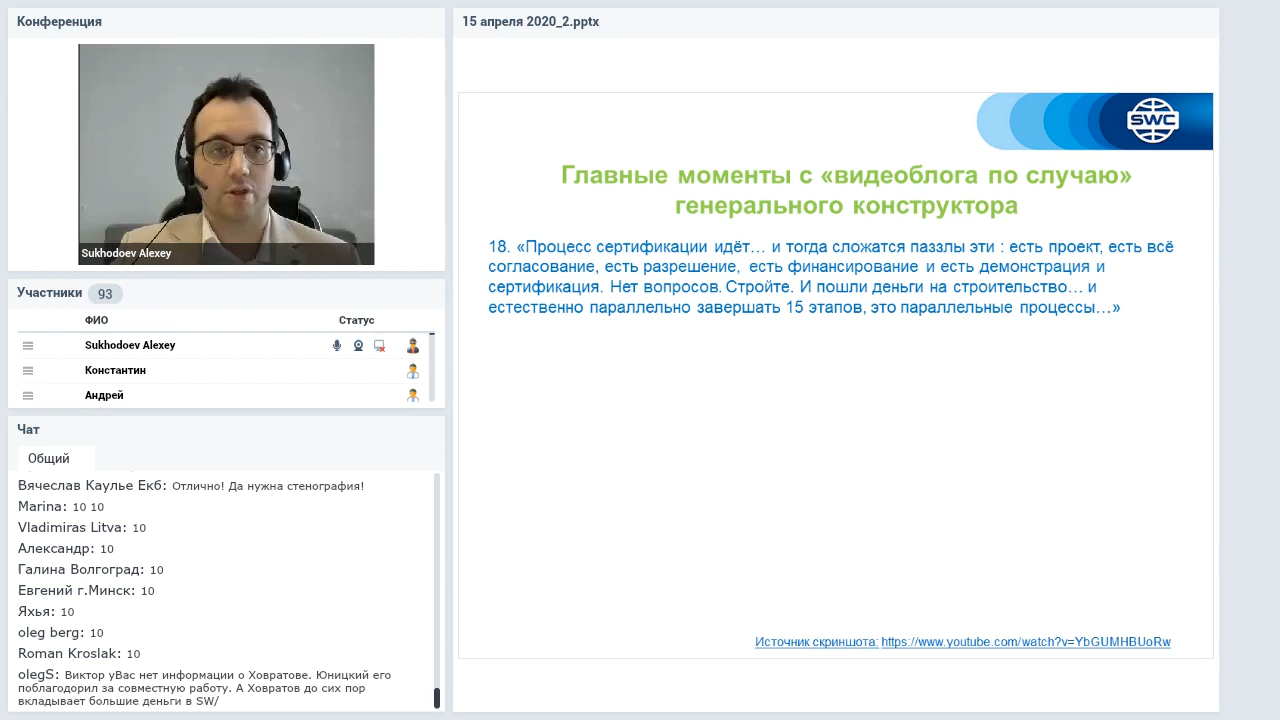 Конференция
Sukhodoev Alexey
Участники 93
ФИО Статус
Sukhodoev Alexey
Константин
Андрей
Чат
Общий
Вячеслав Каулье Екб: Отлично! Да нужна стенография!
Marina: 10 10
Vladimiras Litva: 10
Александр: 10
Галина Волгоград: 10
Евгений г.Минск: 10
Яхья: 10
oleg berg: 10
Roman Kroslak: 10
olegS: Виктор уВас нет информации о Ховратове. Юницкий его
поблагодорил за совместную работу. А Ховратов до сих пор
вкладывает большие деньги в SW/
15 апреля 2020_2.pptx
SWC
Главные моменты с «видеоблога по случаю»
генерального конструктора
18. «Процесс сертификации идёт… и тогда сложатся паззлы эти : есть проект, есть всё
согласование, есть разрешение, есть финансирование и есть демонстрация и
сертификация. Нет вопросов. Стройте. И пошли деньги на строительство… и
естественно параллельно завершать 15 этапов, это параллельные процессы…»
Источник скриншота: https://www.youtube.com/watch?v=YbGUMHBUoRw